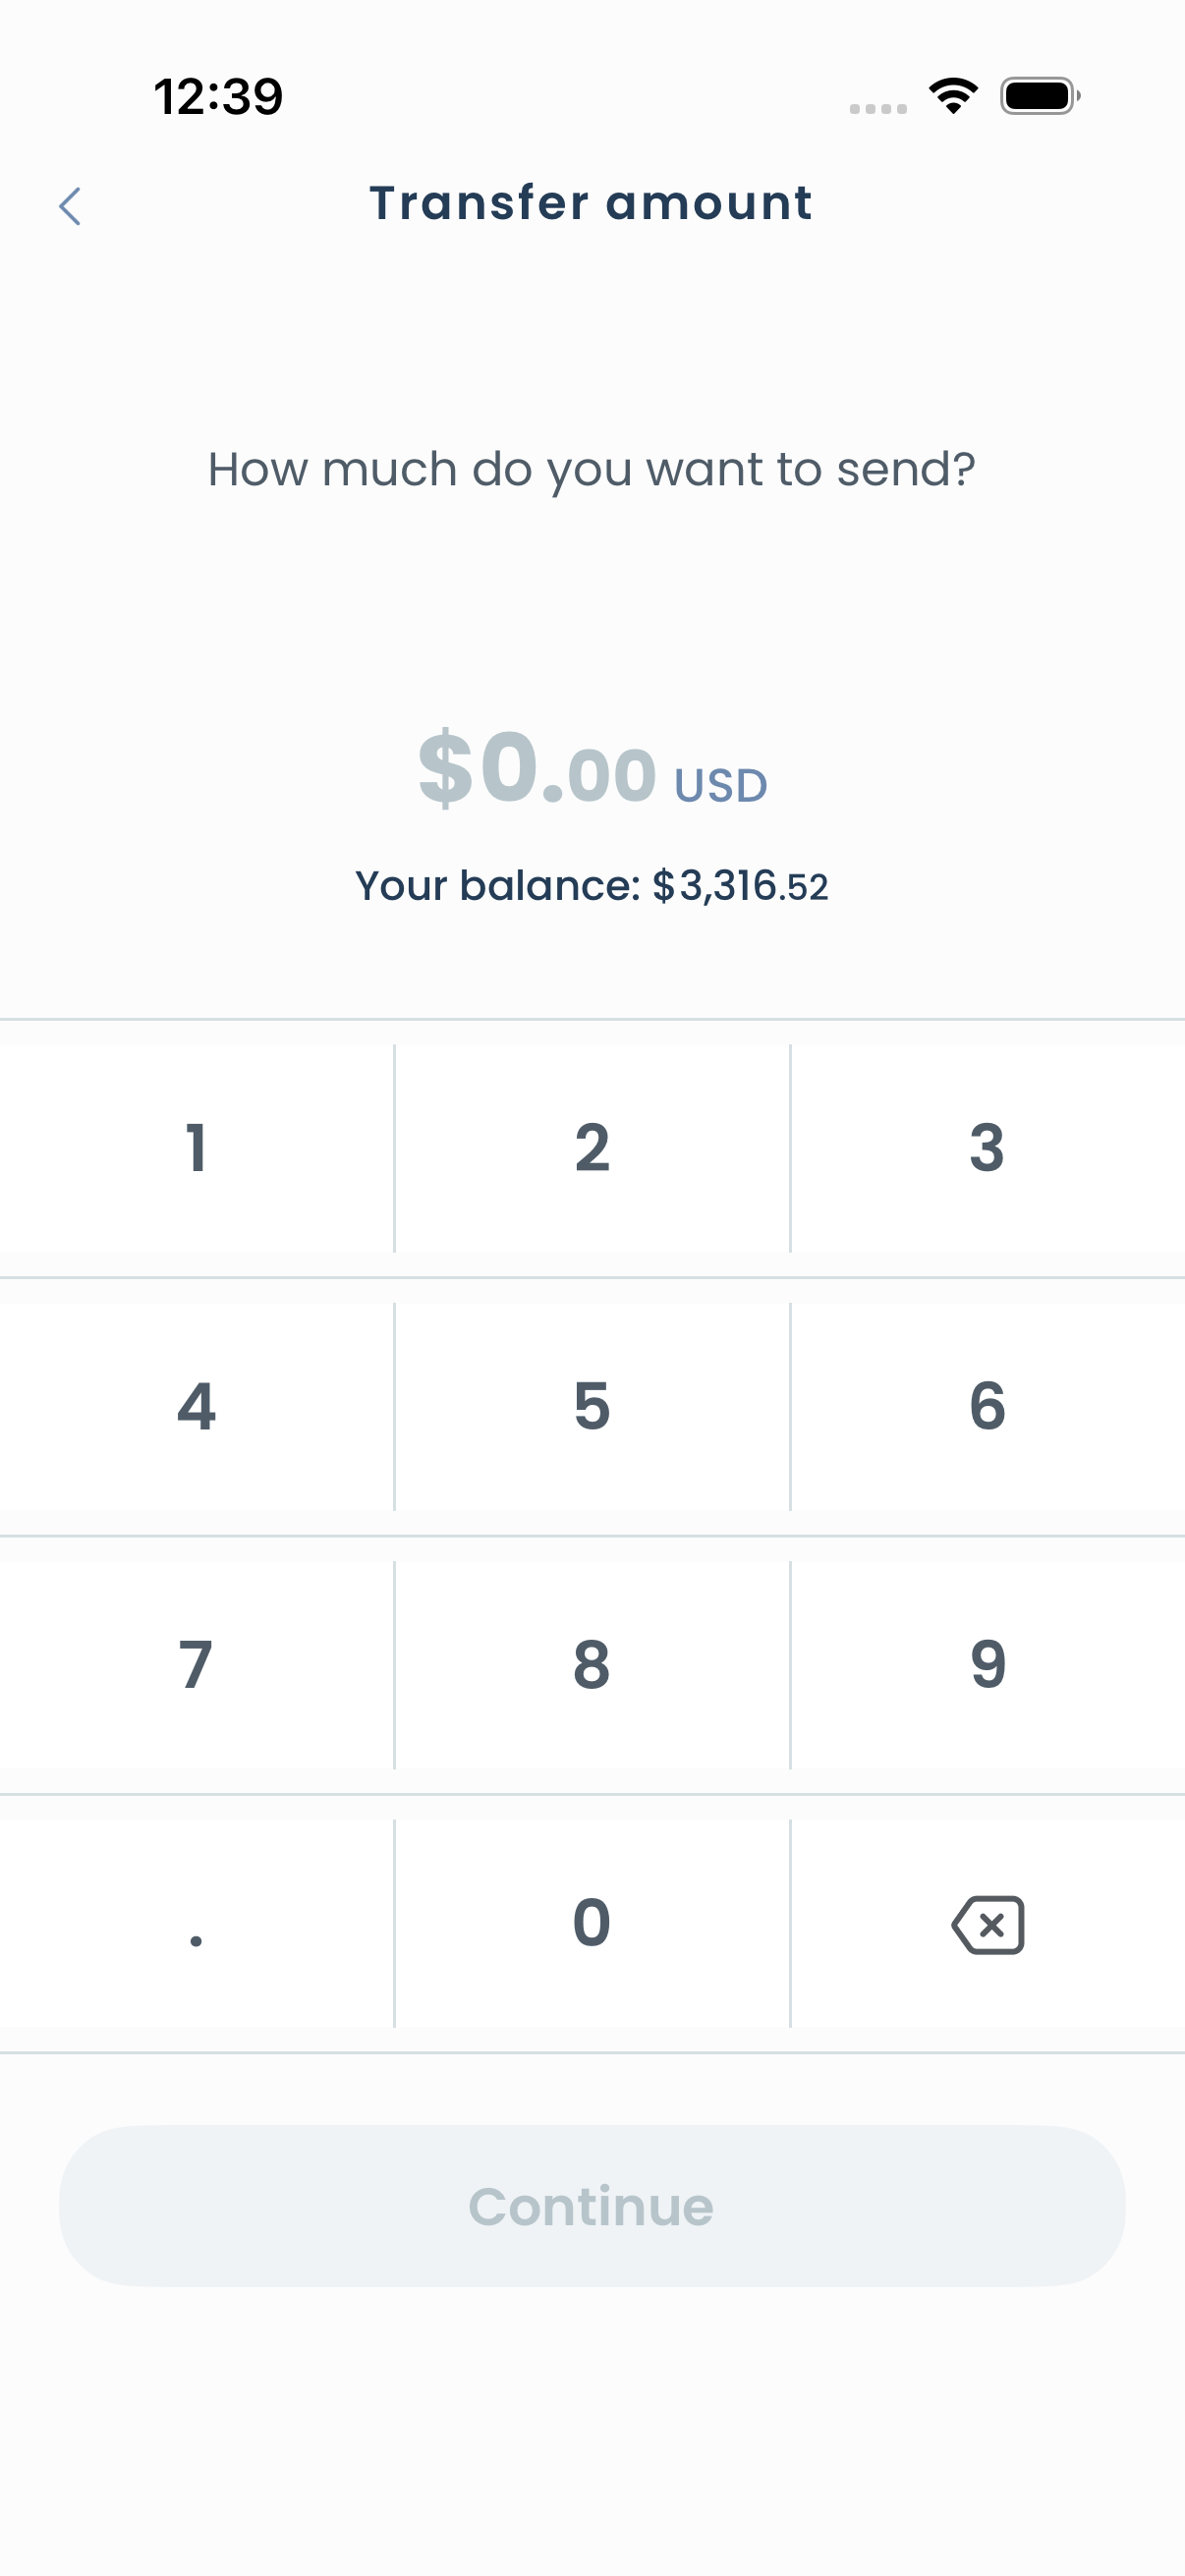 12:39
Transfer amount
How much do you want to send?
$0.00 USD
Your balance: $3,316.52
1 2 3
4 5 6
7 8 9
. 0
Continue